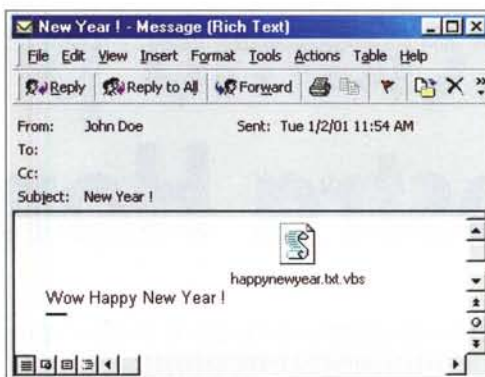 New Year ! - Message (Rich Text)
File Edit View Insert Format Tools Actions Table Help
Reply Reply to All Forward
From: John Doe Sent: Tue 1/2/01 11:54 AM
To:
Cc:
Subject: New Year !
happynewyear.txt.vbs
Wow Happy New Year !